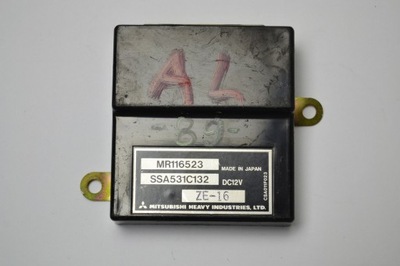 AL
-89-
MR116523
MADE IN JAPAN
SSA531C132 DC12V
ZE-16
MITSUBISHI HEAVY INDUSTRIES, LTD.